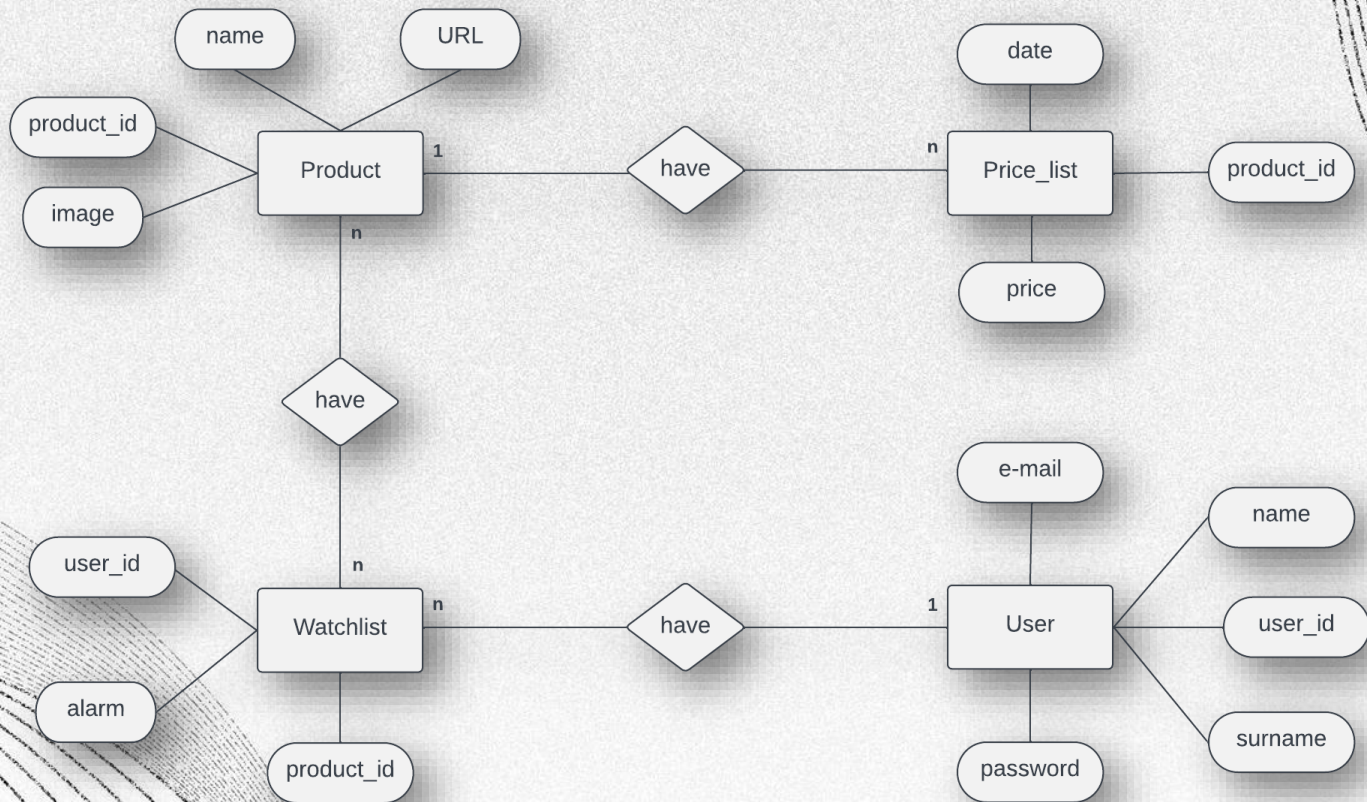 name
URL
date
product_id
Product
1
have
n
Price_list
product_id
image
n
price
have
e-mail
name
user_id
n
Watchlist
n
have
1
User
user_id
alarm
surname
product_id
password